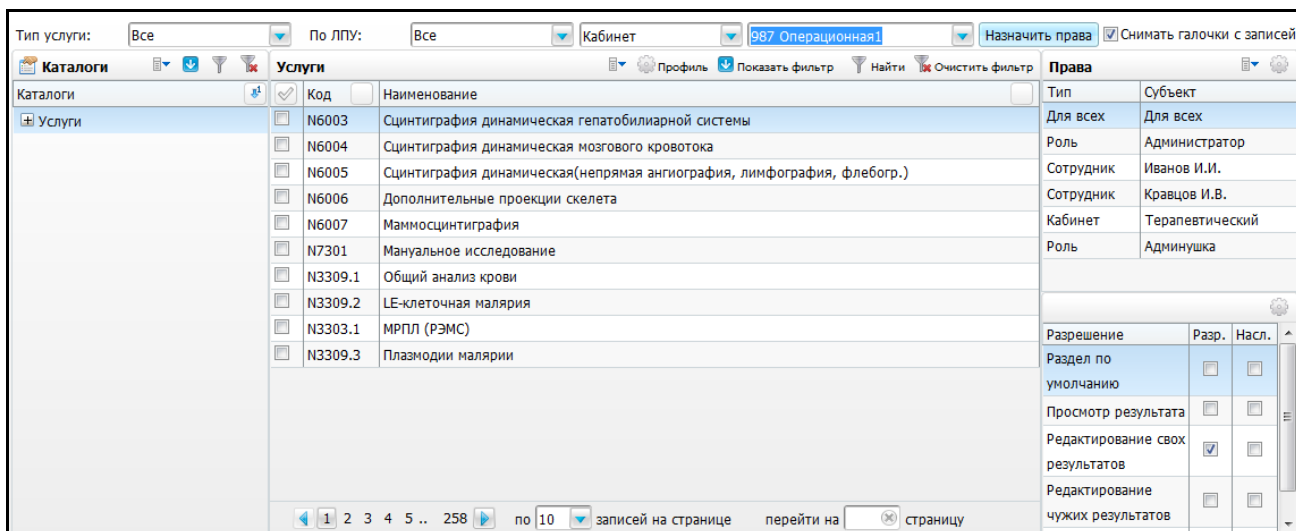 Тип услуги: Все По ЛПУ: Все Кабинет 987 Операционная1 Назначить права Снимать галочки с записей
Каталоги
Каталоги
Услуги
Услуги Профиль Показать фильтр Найти Очистить фильтр
Код Наименование
N6003 Сцинтиграфия динамическая гепатобилиарной системы
N6004 Сцинтиграфия динамическая мозгового кровотока
N6005 Сцинтиграфия динамическая(непрямая ангиография, лимфография, флебогр.)
N6006 Дополнительные проекции скелета
N6007 Маммосцинтиграфия
N7301 Мануальное исследование
N3309.1 Общий анализ крови
N3309.2 LE-клеточная малярия
N3303.1 МРПЛ (РЭМС)
N3309.3 Плазмодии малярии
1 2 3 4 5 .. 258 по 10 записей на странице перейти на страницу
Права
Тип Субъект
Для всех Для всех
Роль Администратор
Сотрудник Иванов И.И.
Сотрудник Кравцов И.В.
Кабинет Терапевтический
Роль Админушка
Разрешение Разр. Насл.
Раздел по
умолчанию
Просмотр результата
Редактирование свох
результатов
Редактирование
чужих результатов